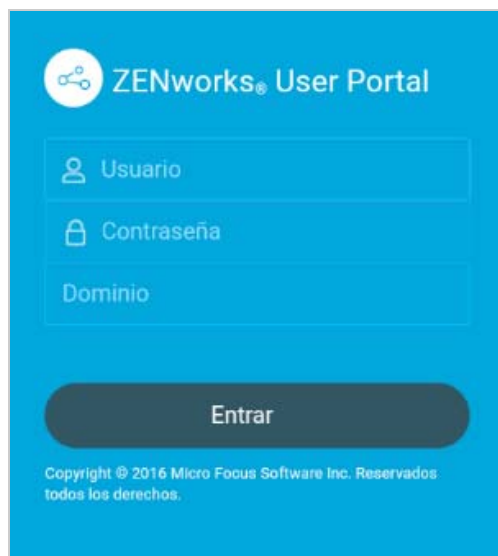 ZENworks® User Portal
Usuario
Contraseña
Dominio
Entrar
Copyright © 2016 Micro Focus Software Inc. Reservados
todos los derechos.